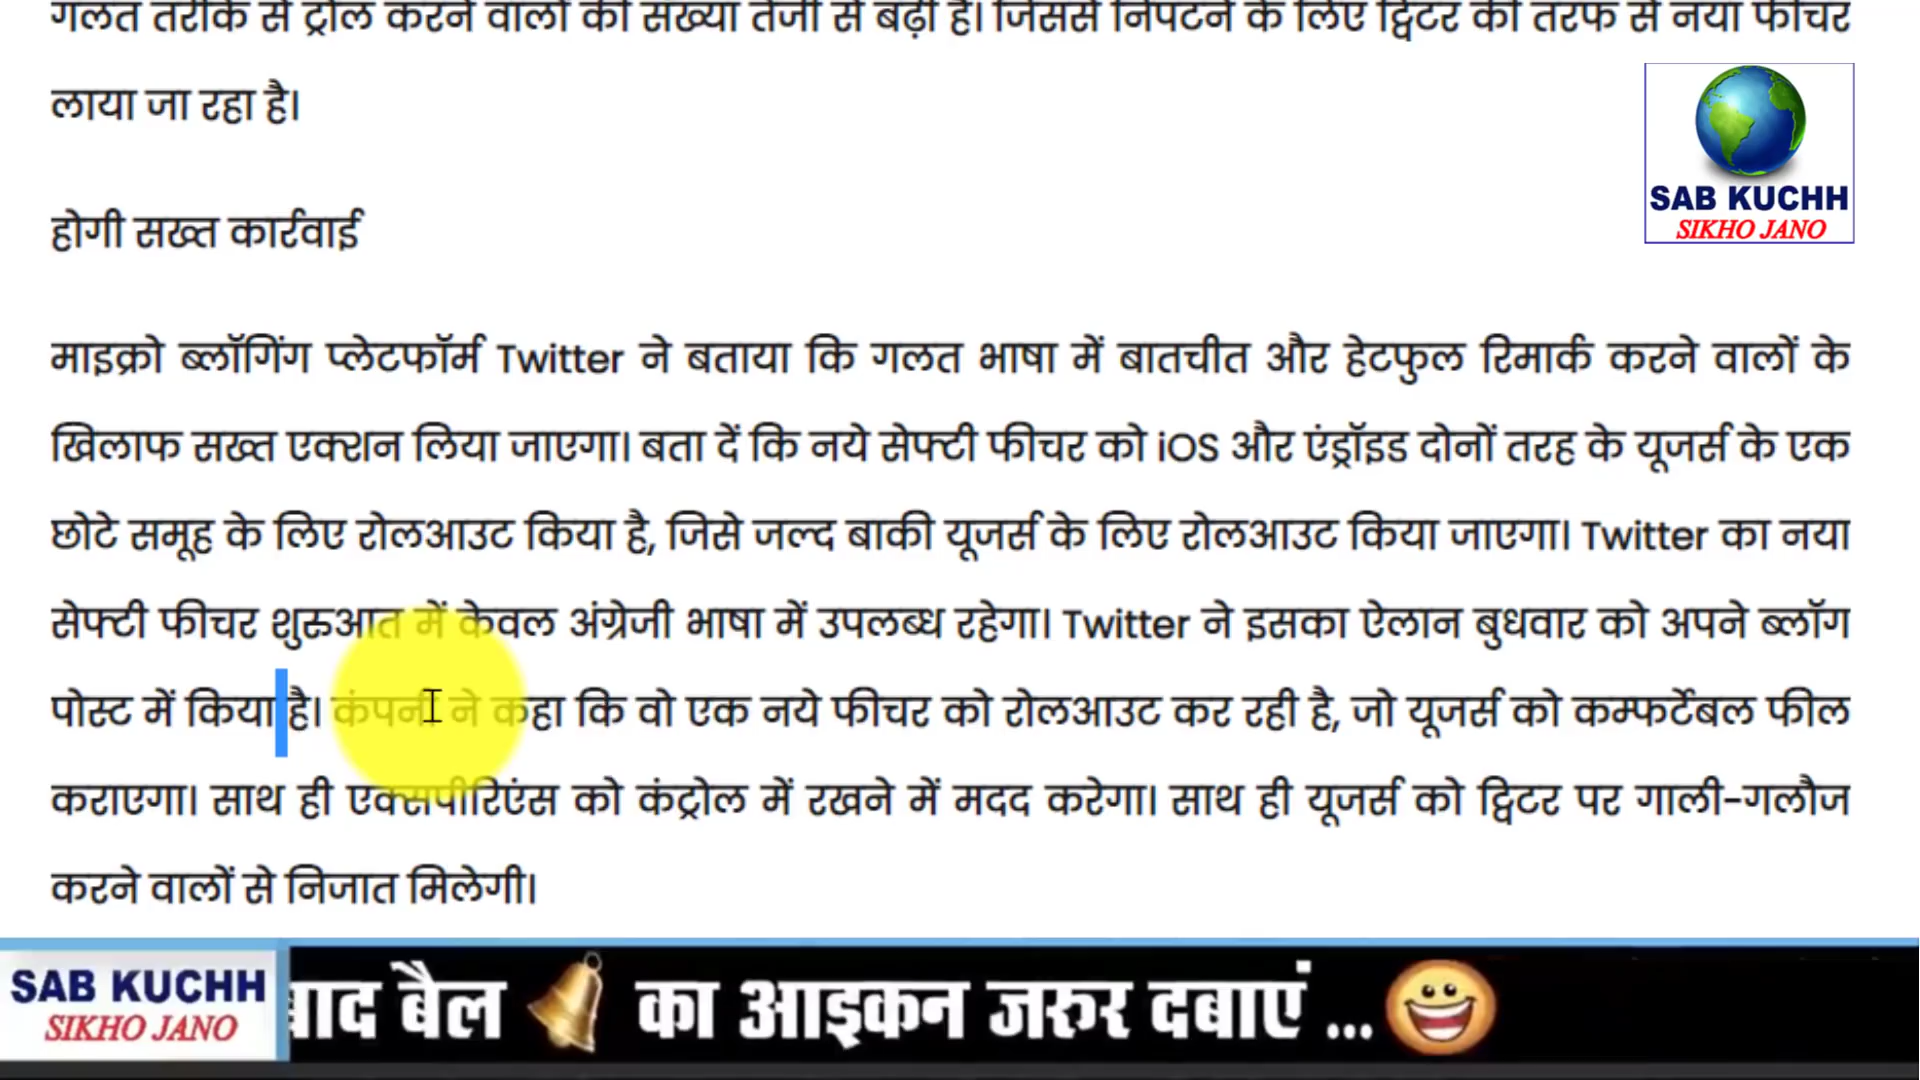 गलत तरीके से ट्रोल करने वालों की संख्या तेजी से बढ़ी है। जिससे निपटने के लिए ट्विटर की तरफ से नया फीचर
लाया जा रहा है।
SAB KUCHH
SIKHO JANO
होगी सख्त कार्रवाई
माइक्रो ब्लॉगिंग प्लेटफॉर्म Twitter ने बताया कि गलत भाषा में बातचीत और हेटफुल रिमार्क करने वालों के
खिलाफ सख्त एक्शन लिया जाएगा। बता दें कि नये सेफ्टी फीचर को iOS और एंड्रॉइड दोनों तरह के यूजर्स के एक
छोटे समूह के लिए रोलआउट किया है, जिसे जल्द बाकी यूजर्स के लिए रोलआउट किया जाएगा। Twitter का नया
सेफ्टी फीचर शुरुआत में केवल अंग्रेजी भाषा में उपलब्ध रहेगा। Twitter ने इसका ऐलान बुधवार को अपने ब्लॉग
पोस्ट में किया है। कंपनी ने कहा कि वो एक नये फीचर को रोलआउट कर रही है, जो यूजर्स को कम्फर्टेबल फील
कराएगा। साथ ही एक्सपीरिएंस को कंट्रोल में रखने में मदद करेगा। साथ ही यूजर्स को ट्विटर पर गाली-गलौज
करने वालों से निजात मिलेगी।
SAB KUCHH
SIKHO JANO
बाद बैल का आइकन जरुर दबाएं ...